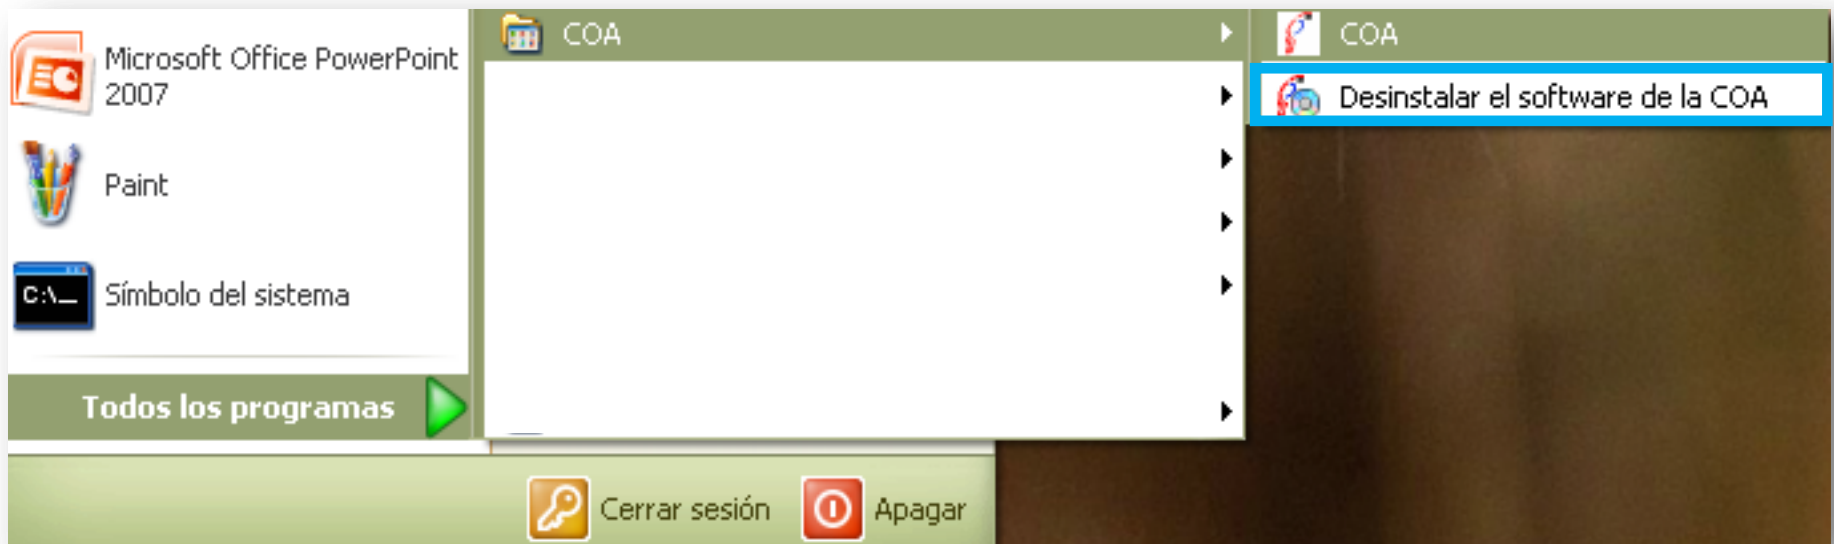 Microsoft Office PowerPoint
2007
Paint
C:\_
Símbolo del sistema
Todos los programas
COA
COA
Desinstalar el software de la COA
Cerrar sesión
Apagar